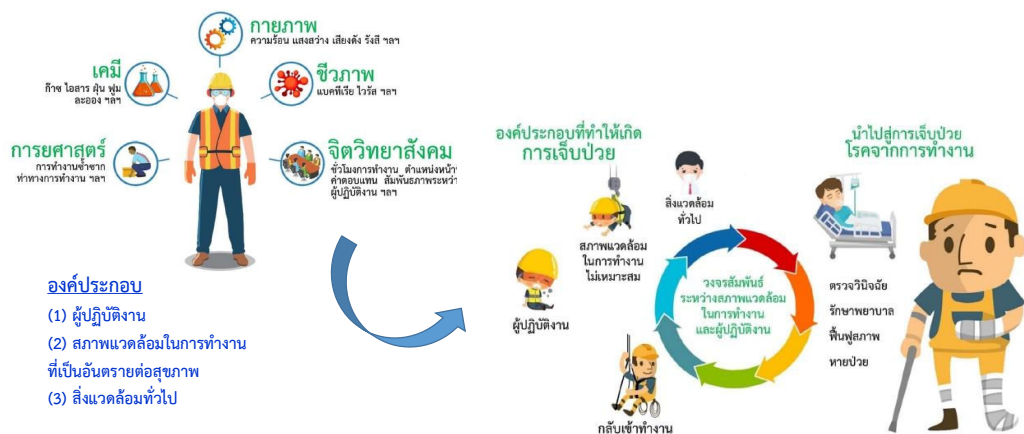 กายภาพ
ความร้อน แสงสว่าง เสียงดัง รังสี ฯลฯ
เคมี
ก๊าซ ไอสาร ฝุ่น ฟูม
ละออง ฯลฯ
ชีวภาพ
แบคทีเรีย ไวรัส ฯลฯ
การยศาสตร์
การทำงานซ้ำซาก
ท่าทางการทำงาน ฯลฯ
จิตวิทยาสังคม
ชั่วโมงการทำงาน ตำแหน่งหน้า
ค่าตอบแทน สัมพันธภาพระหว่า
ผู้ปฏิบัติงาน ฯลฯ
องค์ประกอบ
(1) ผู้ปฏิบัติงาน
(2) สภาพแวดล้อมในการทำงาน
ที่เป็นอันตรายต่อสุขภาพ
(3) สิ่งแวดล้อมทั่วไป
องค์ประกอบที่ทำให้เกิด
การเจ็บป่วย
สิ่งแวดล้อม
ทั่วไป
สภาพแวดล้อม
ในการทำงาน
ไม่เหมาะสม
ผู้ปฏิบัติงาน
วงจรสัมพันธ์
ระหว่างสภาพแวดล้อม
ในการทำงาน
และผู้ปฏิบัติงาน
กลับเข้าทำงาน
นำไปสู่การเจ็บป่วย
โรคจากการทำงาน
ตรวจวินิจฉัย
รักษาพยาบาล
ฟื้นฟูสภาพ
หายป่วย